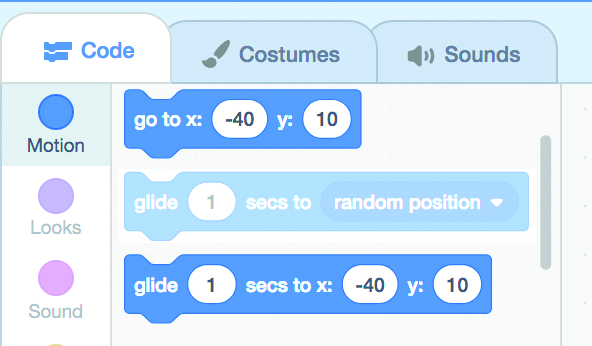 Code Costumes Sounds
Motion
Looks
Sound
go to x: -40 y: 10
glide 1 secs to random position
glide 1 secs to x: -40 y: 10